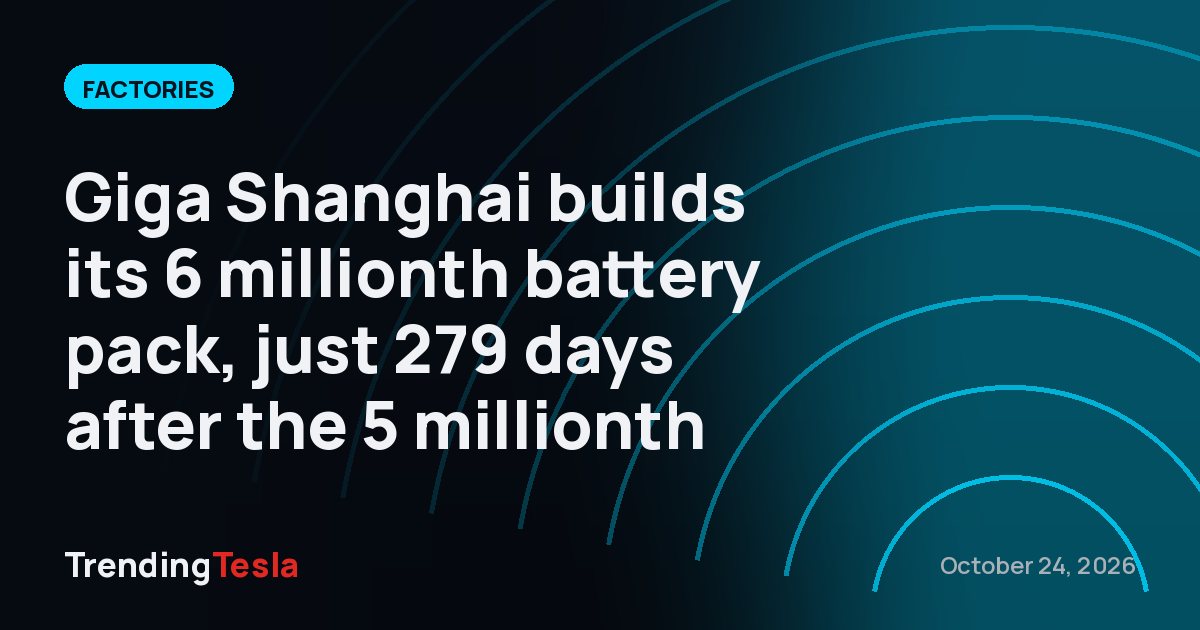 FACTORIES
Giga Shanghai builds
its 6 millionth battery
pack, just 279 days
after the 5 millionth
TrendingTesla
October 24, 2026